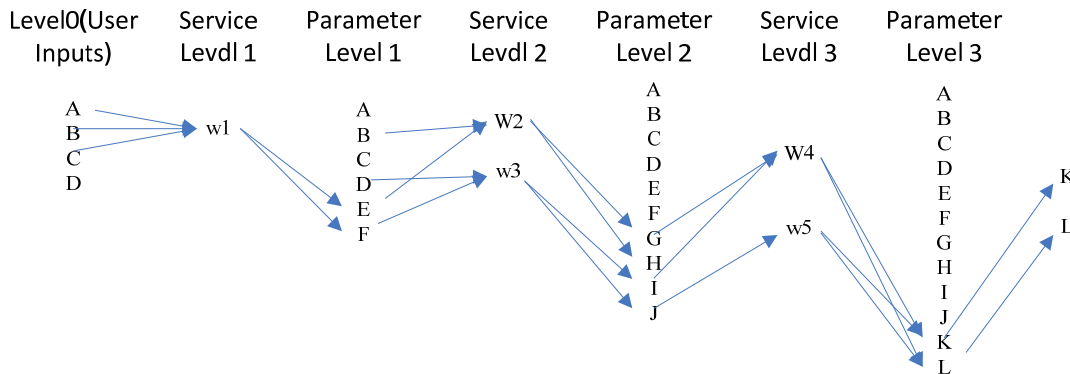 Level0(User
Inputs)
Service
Levdl 1
Parameter
Level 1
Service
Levdl 2
Parameter
Level 2
Service
Levdl 3
Parameter
Level 3
A
B
C
D
w1
A
B
C
D
E
F
W2
w3
A
B
C
D
E
F
G
H
I
J
W4
w5
A
B
C
D
E
F
G
H
I
J
K
L
K
L